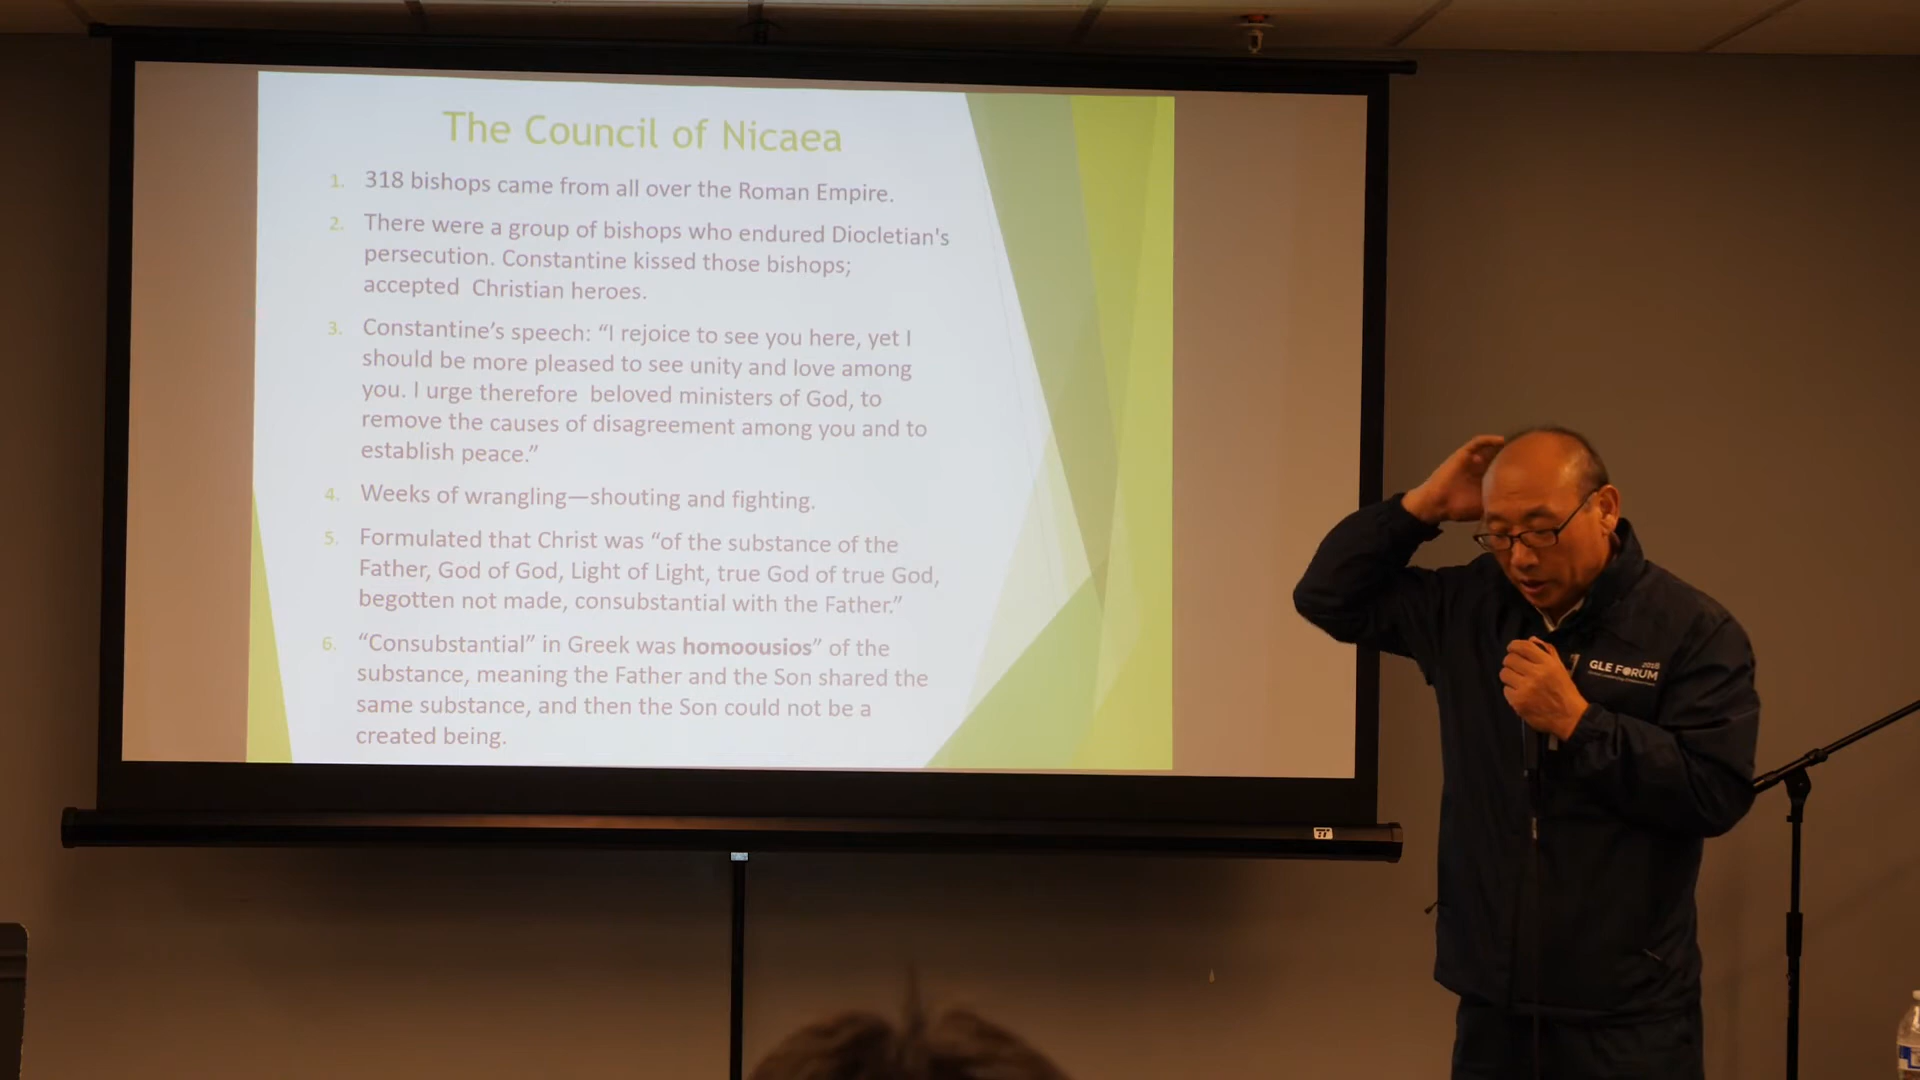 The Council of Nicaea
1. 318 bishops came from all over the Roman Empire.
2. There were a group of bishops who endured Diocletian's
persecution. Constantine kissed those bishops;
accepted Christian heroes.
3. Constantine’s speech: “I rejoice to see you here, yet I
should be more pleased to see unity and love among
you. I urge therefore beloved ministers of God, to
remove the causes of disagreement among you and to
establish peace.”
4. Weeks of wrangling—shouting and fighting.
5. Formulated that Christ was “of the substance of the
Father, God of God, Light of Light, true God of true God,
begotten not made, consubstantial with the Father.”
6. “Consubstantial” in Greek was homoousios” of the
substance, meaning the Father and the Son shared the
same substance, and then the Son could not be a
created being.
2018
GLE FORUM